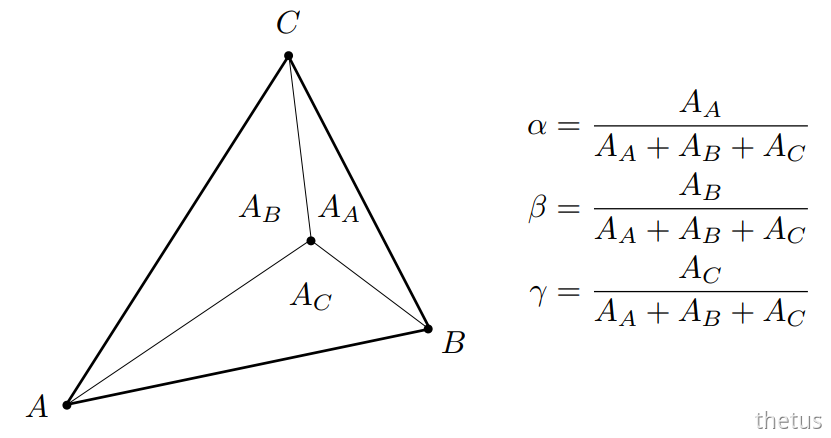 C
α = A_A / (A_A + A_B + A_C)
A_B A_A
β = A_B / (A_A + A_B + A_C)
A_C
γ = A_C / (A_A + A_B + A_C)
B
A
thetus